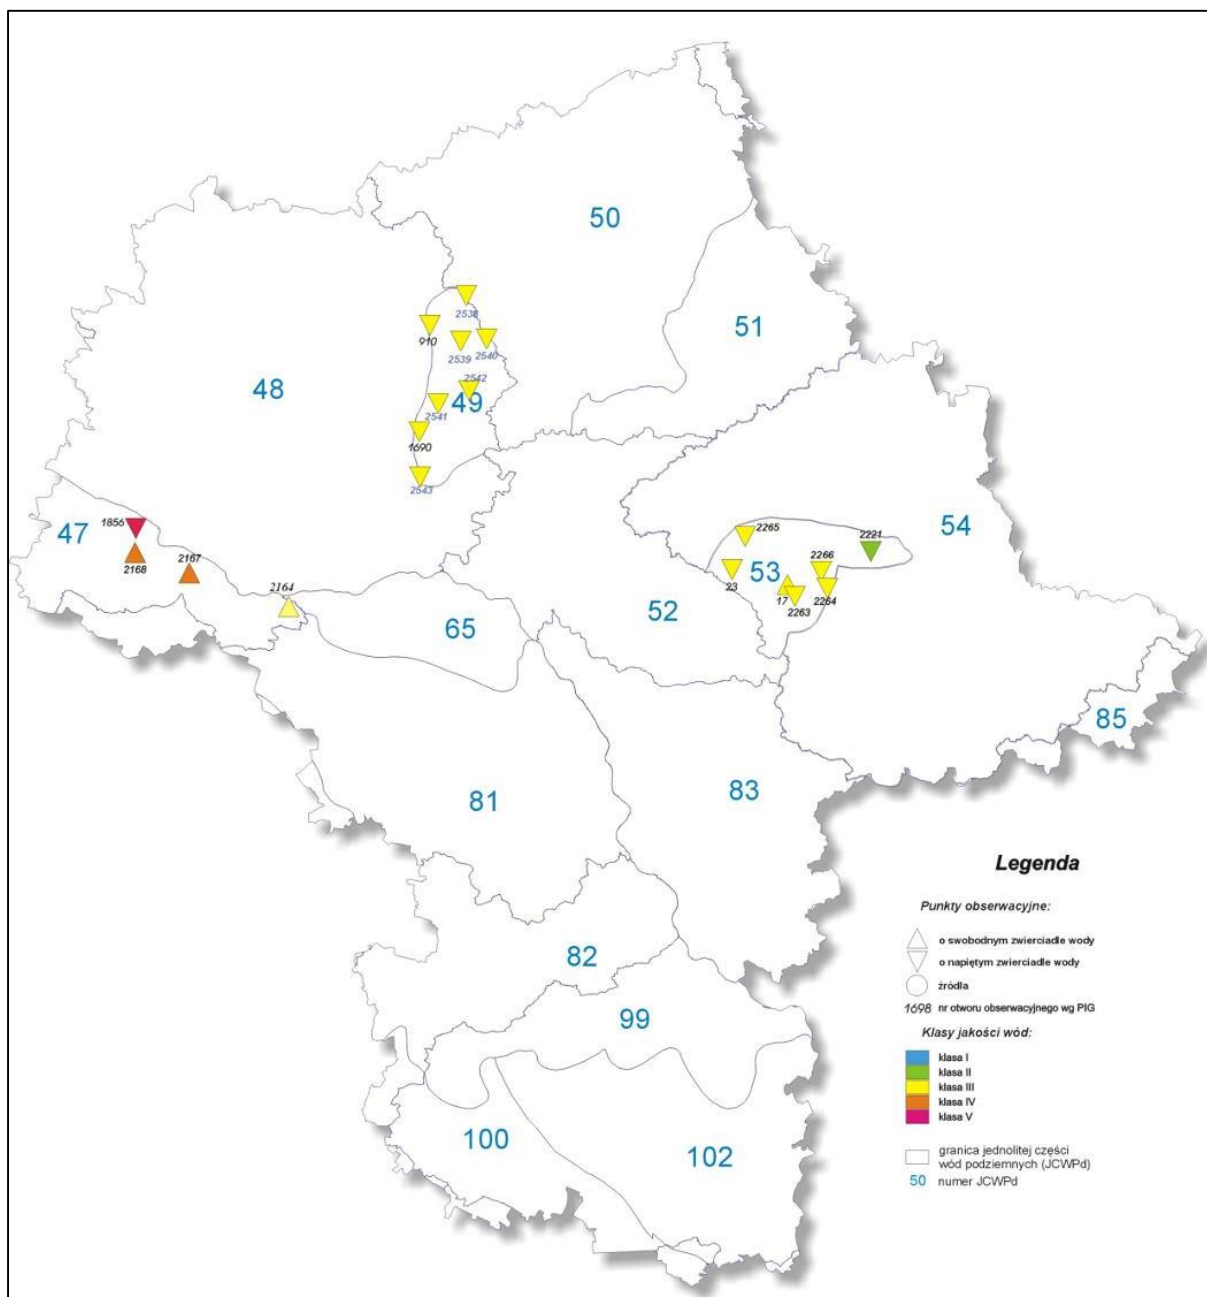 50
51
2538
910
2539
2540
48
2542
49
2541
1690
2543
54
47
1856
2168
2167
2164
2265
2221
2266
53
23
17
2264
2263
52
65
85
81
83
82
99
100
102
Legenda
Punkty obserwacyjne:
o swobodnym zwierciadle wody
o napiętym zwierciadle wody
źródła
1698 nr otworu obserwacyjnego wg PIG
Klasy jakości wód:
klasa I
klasa II
klasa III
klasa IV
klasa V
granica jednolitej części
wód podziemnych (JCWPd)
50 numer JCWPd